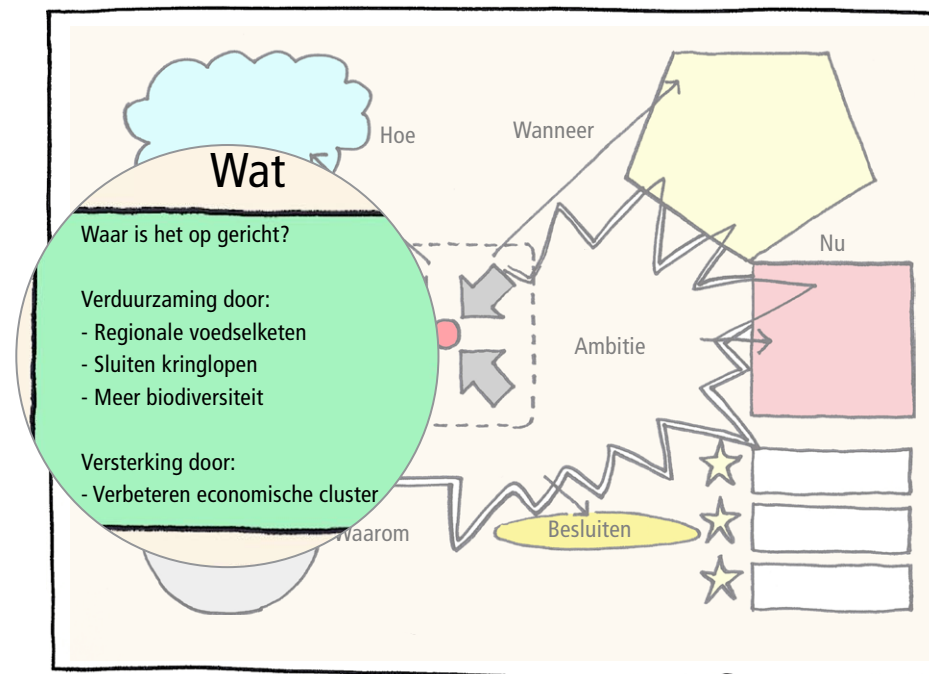 Hoe
Wanneer
Wat
Waar is het op gericht?
Verduurzaming door:
- Regionale voedselketen
- Sluiten kringlopen
- Meer biodiversiteit
Versterking door:
- Verbeteren economische cluster
Nu
Ambitie
Waarom
Besluiten